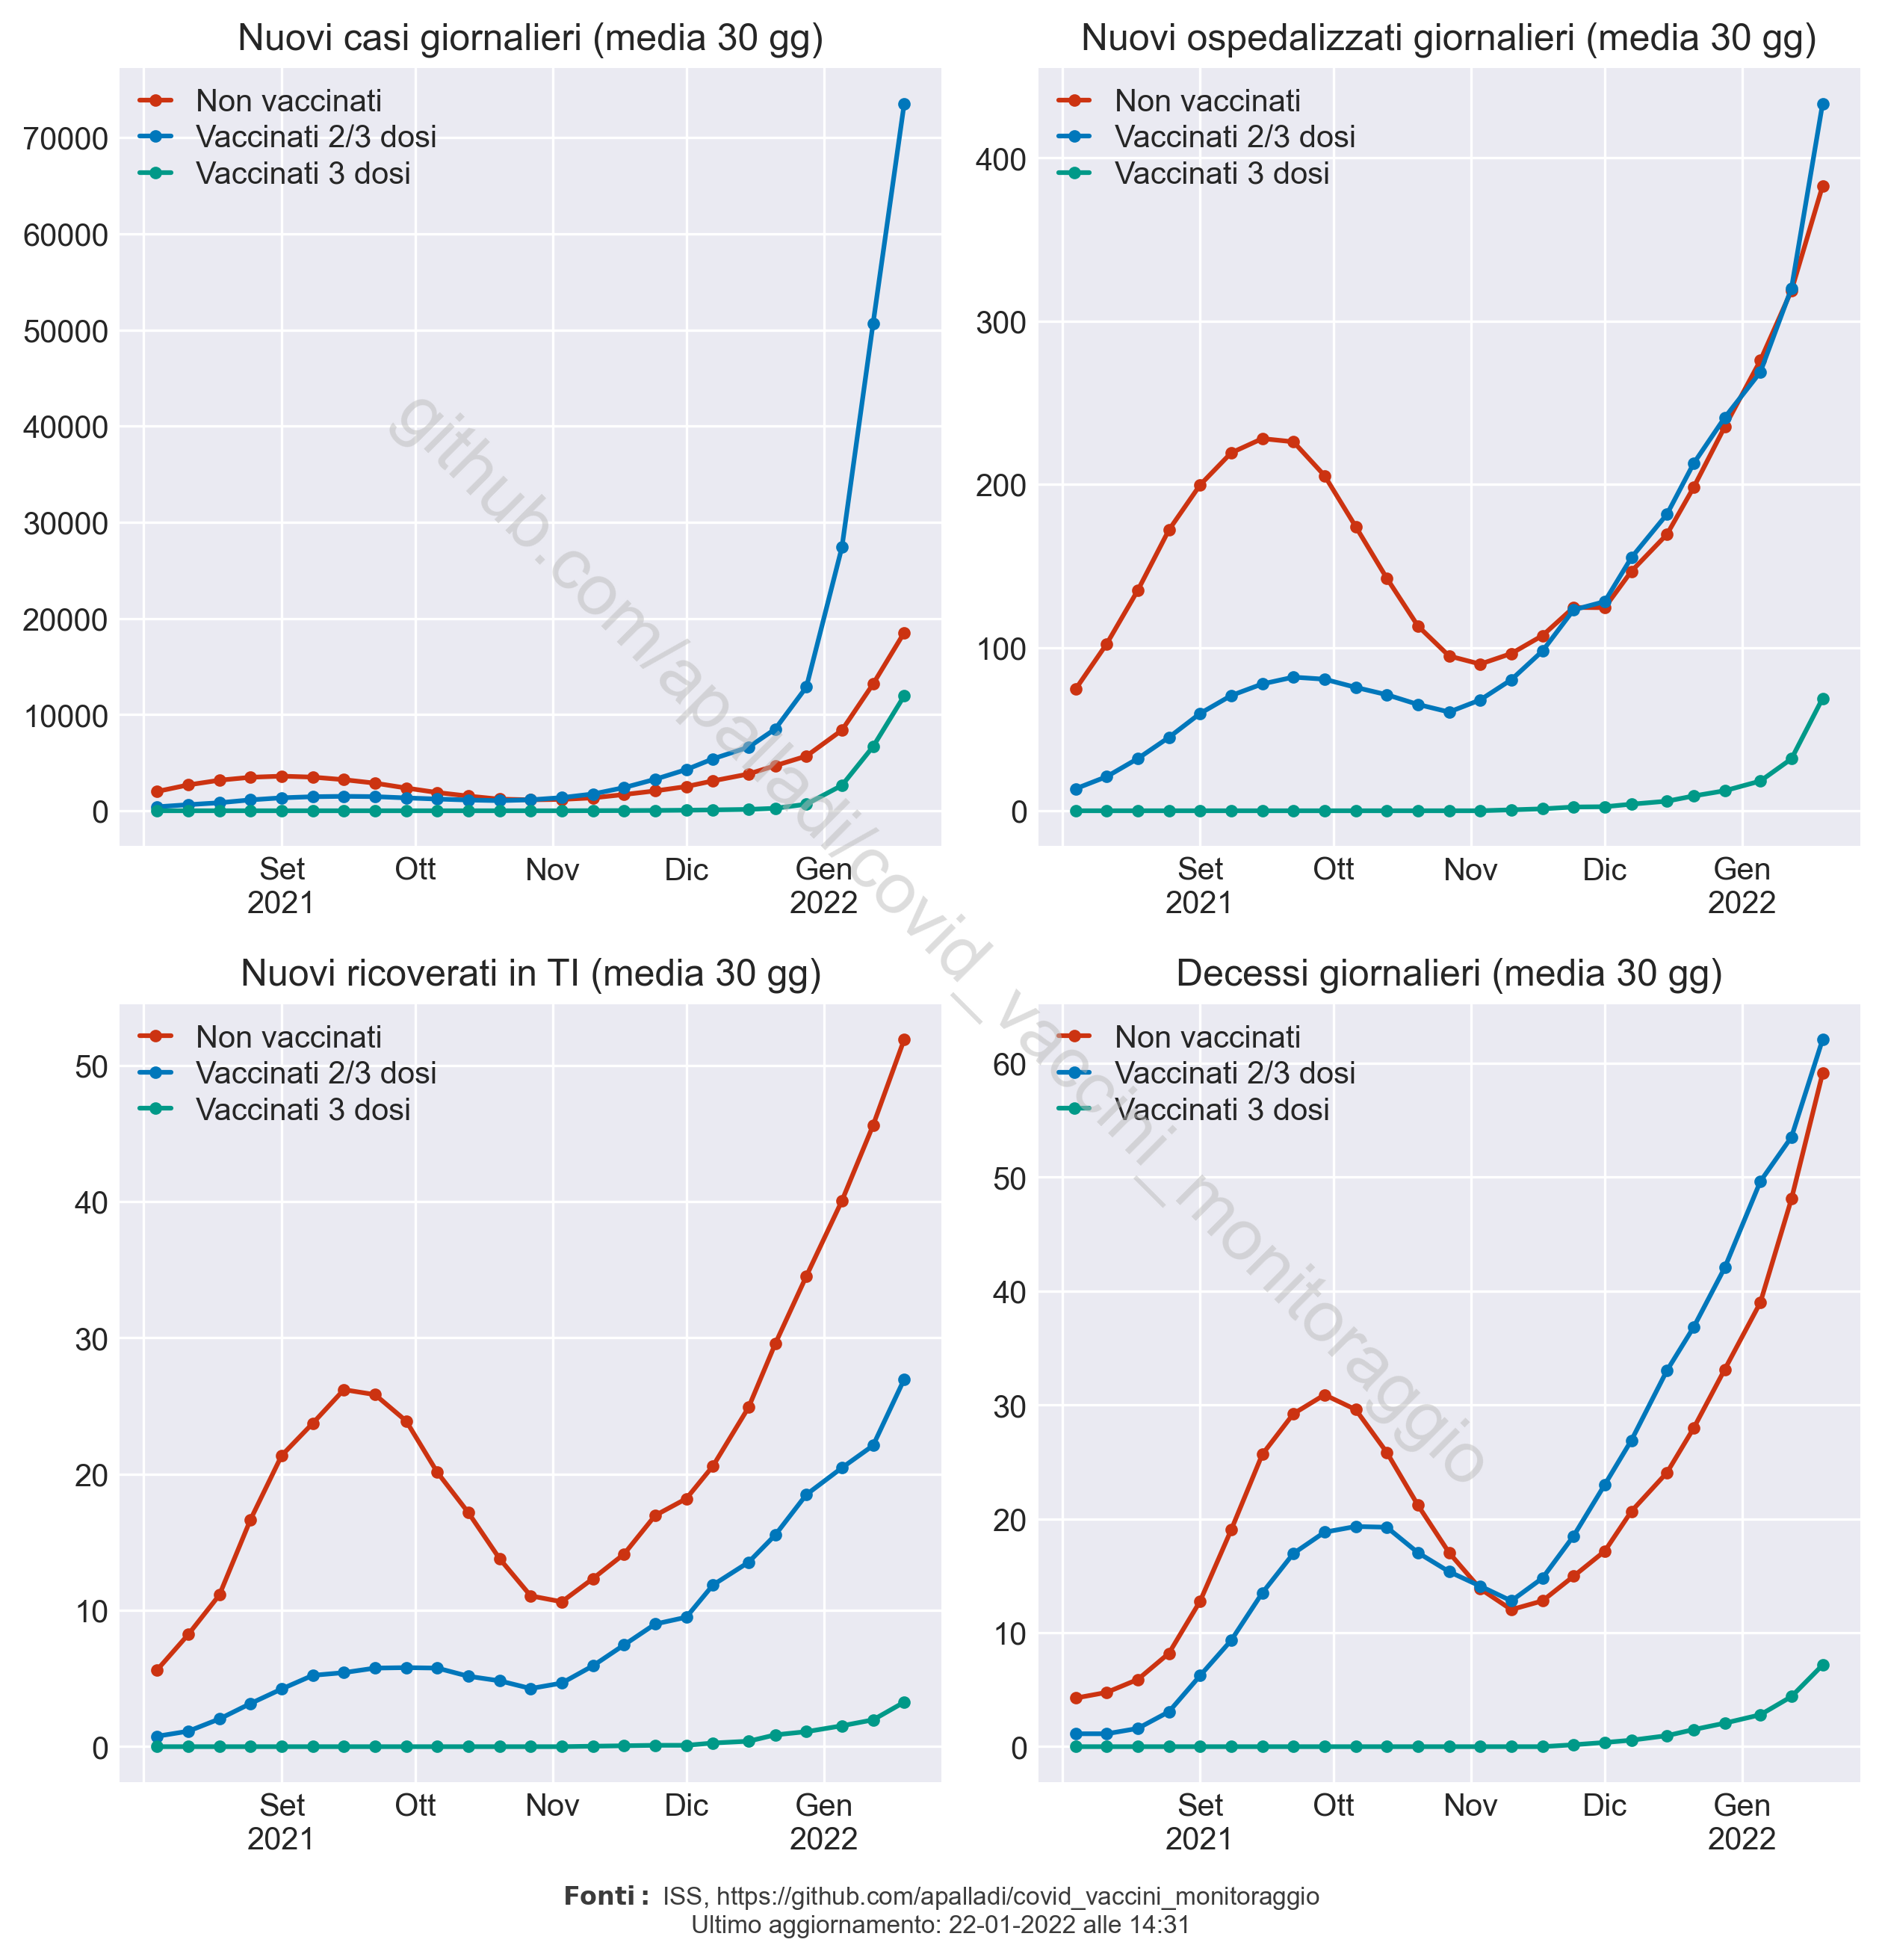 Nuovi casi giornalieri (media 30 gg)
Non vaccinati
Vaccinati 2/3 dosi
Vaccinati 3 dosi
70000
60000
50000
40000
30000
20000
10000
0
Set
2021
Ott
Nov
Dic
Gen
2022
Nuovi ospedalizzati giornalieri (media 30 gg)
Non vaccinati
Vaccinati 2/3 dosi
Vaccinati 3 dosi
400
300
200
100
0
Set
2021
Ott
Nov
Dic
Gen
2022
Nuovi ricoverati in TI (media 30 gg)
Non vaccinati
Vaccinati 2/3 dosi
Vaccinati 3 dosi
50
40
30
20
10
0
Set
2021
Ott
Nov
Dic
Gen
2022
Decessi giornalieri (media 30 gg)
Non vaccinati
Vaccinati 2/3 dosi
Vaccinati 3 dosi
60
50
40
30
20
10
0
Set
2021
Ott
Nov
Dic
Gen
2022
github.com/apalladi/covid_vaccini_monitoraggio
Fonti: ISS, https://github.com/apalladi/covid_vaccini_monitoraggio
Ultimo aggiornamento: 22-01-2022 alle 14:31